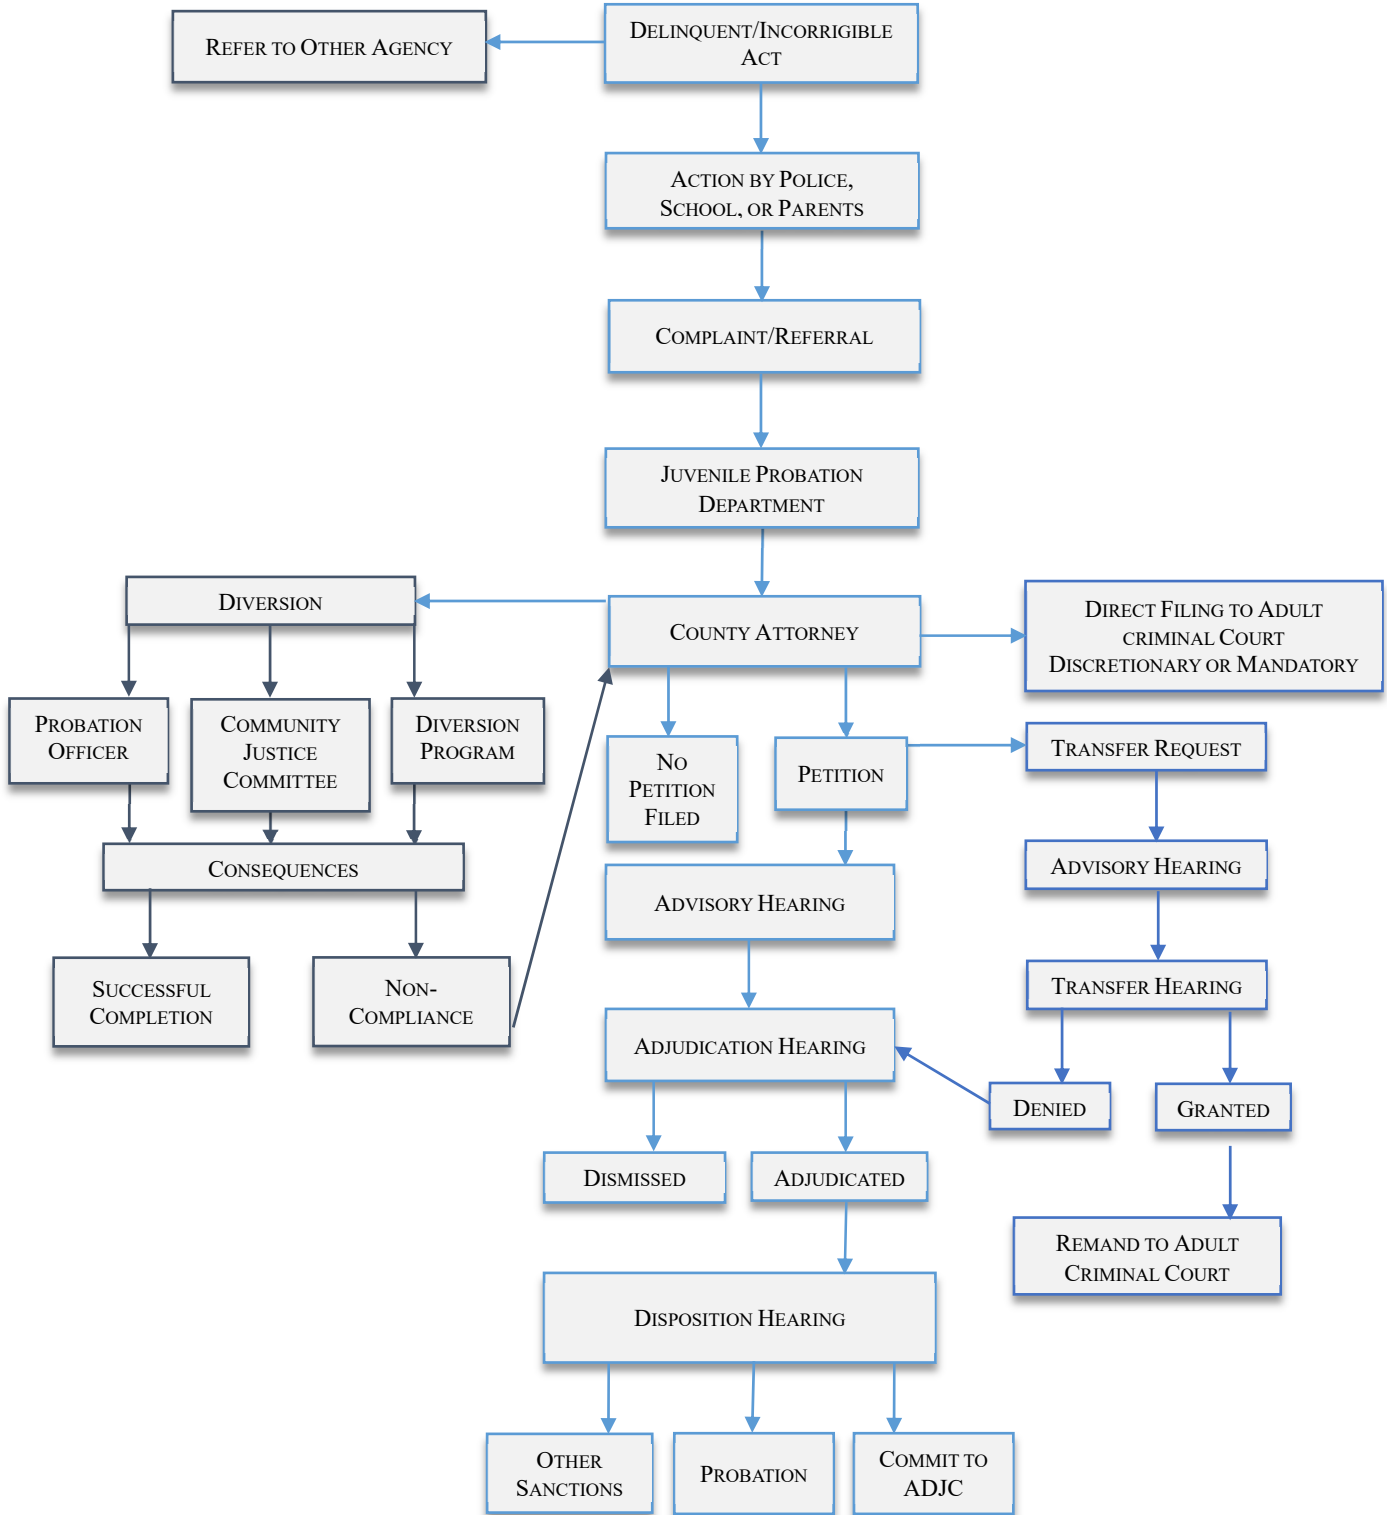 REFER TO OTHER AGENCY
DELINQUENT/INCORRIGIBLE
ACT
ACTION BY POLICE,
SCHOOL, OR PARENTS
COMPLAINT/REFERRAL
JUVENILE PROBATION
DEPARTMENT
DIVERSION
COUNTY ATTORNEY
DIRECT FILING TO ADULT
CRIMINAL COURT
DISCRETIONARY OR MANDATORY
PROBATION
OFFICER
COMMUNITY
JUSTICE
COMMITTEE
DIVERSION
PROGRAM
NO
PETITION
FILED
PETITION
TRANSFER REQUEST
CONSEQUENCES
ADVISORY HEARING
ADVISORY HEARING
SUCCESSFUL
COMPLETION
NON-
COMPLIANCE
TRANSFER HEARING
ADJUDICATION HEARING
DENIED
GRANTED
DISMISSED
ADJUDICATED
REMAND TO ADULT
CRIMINAL COURT
DISPOSITION HEARING
OTHER
SANCTIONS
PROBATION
COMMIT TO
ADJC